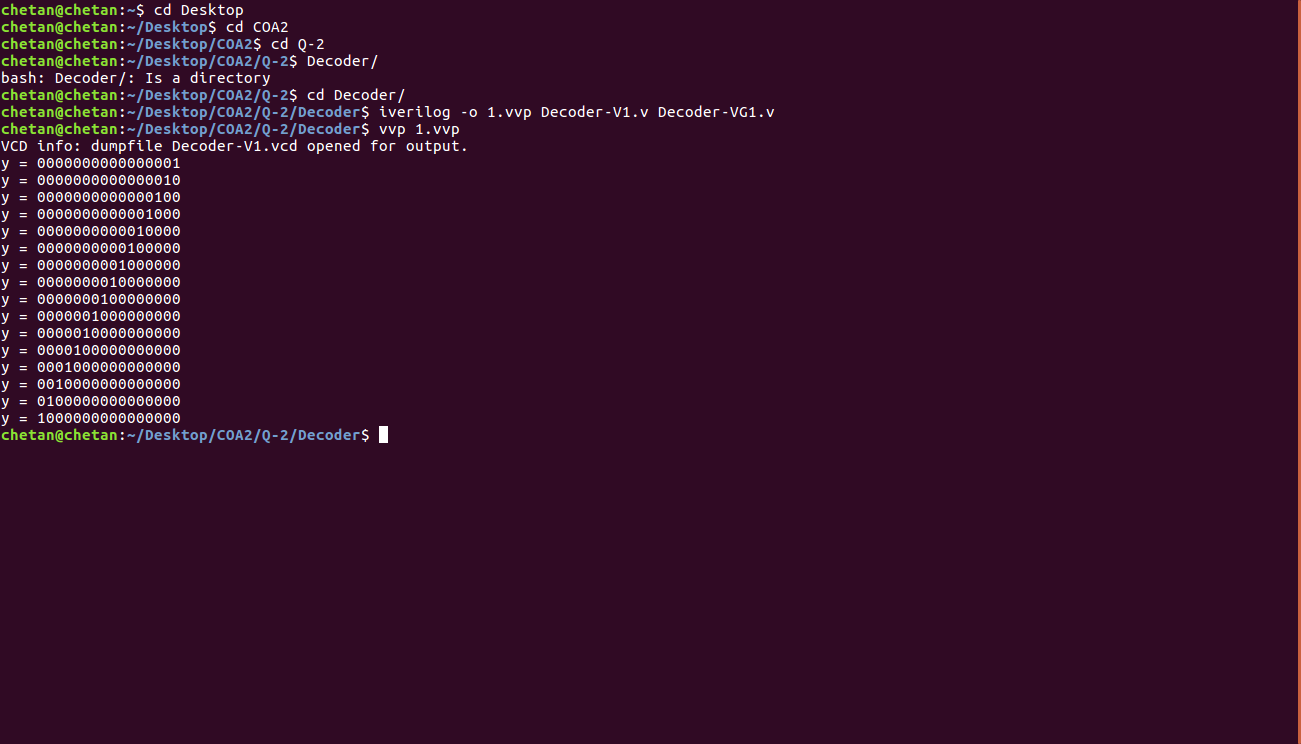 chetan@chetan:~$ cd Desktop
chetan@chetan:~/Desktop$ cd COA2
chetan@chetan:~/Desktop/COA2$ cd Q-2
chetan@chetan:~/Desktop/COA2/Q-2$ Decoder/
bash: Decoder/: Is a directory
chetan@chetan:~/Desktop/COA2/Q-2$ cd Decoder/
chetan@chetan:~/Desktop/COA2/Q-2/Decoder$ iverilog -o 1.vvp Decoder-V1.v Decoder-VG1.v
chetan@chetan:~/Desktop/COA2/Q-2/Decoder$ vvp 1.vvp
VCD info: dumpfile Decoder-V1.vcd opened for output.
y = 0000000000000001
y = 0000000000000010
y = 0000000000000100
y = 0000000000001000
y = 0000000000010000
y = 0000000000100000
y = 0000000001000000
y = 0000000010000000
y = 0000000100000000
y = 0000001000000000
y = 0000010000000000
y = 0000100000000000
y = 0001000000000000
y = 0010000000000000
y = 0100000000000000
y = 1000000000000000
chetan@chetan:~/Desktop/COA2/Q-2/Decoder$